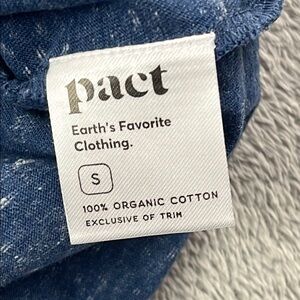 pact
Earth's Favorite
Clothing.
S
100% ORGANIC COTTON
EXCLUSIVE OF TRIM